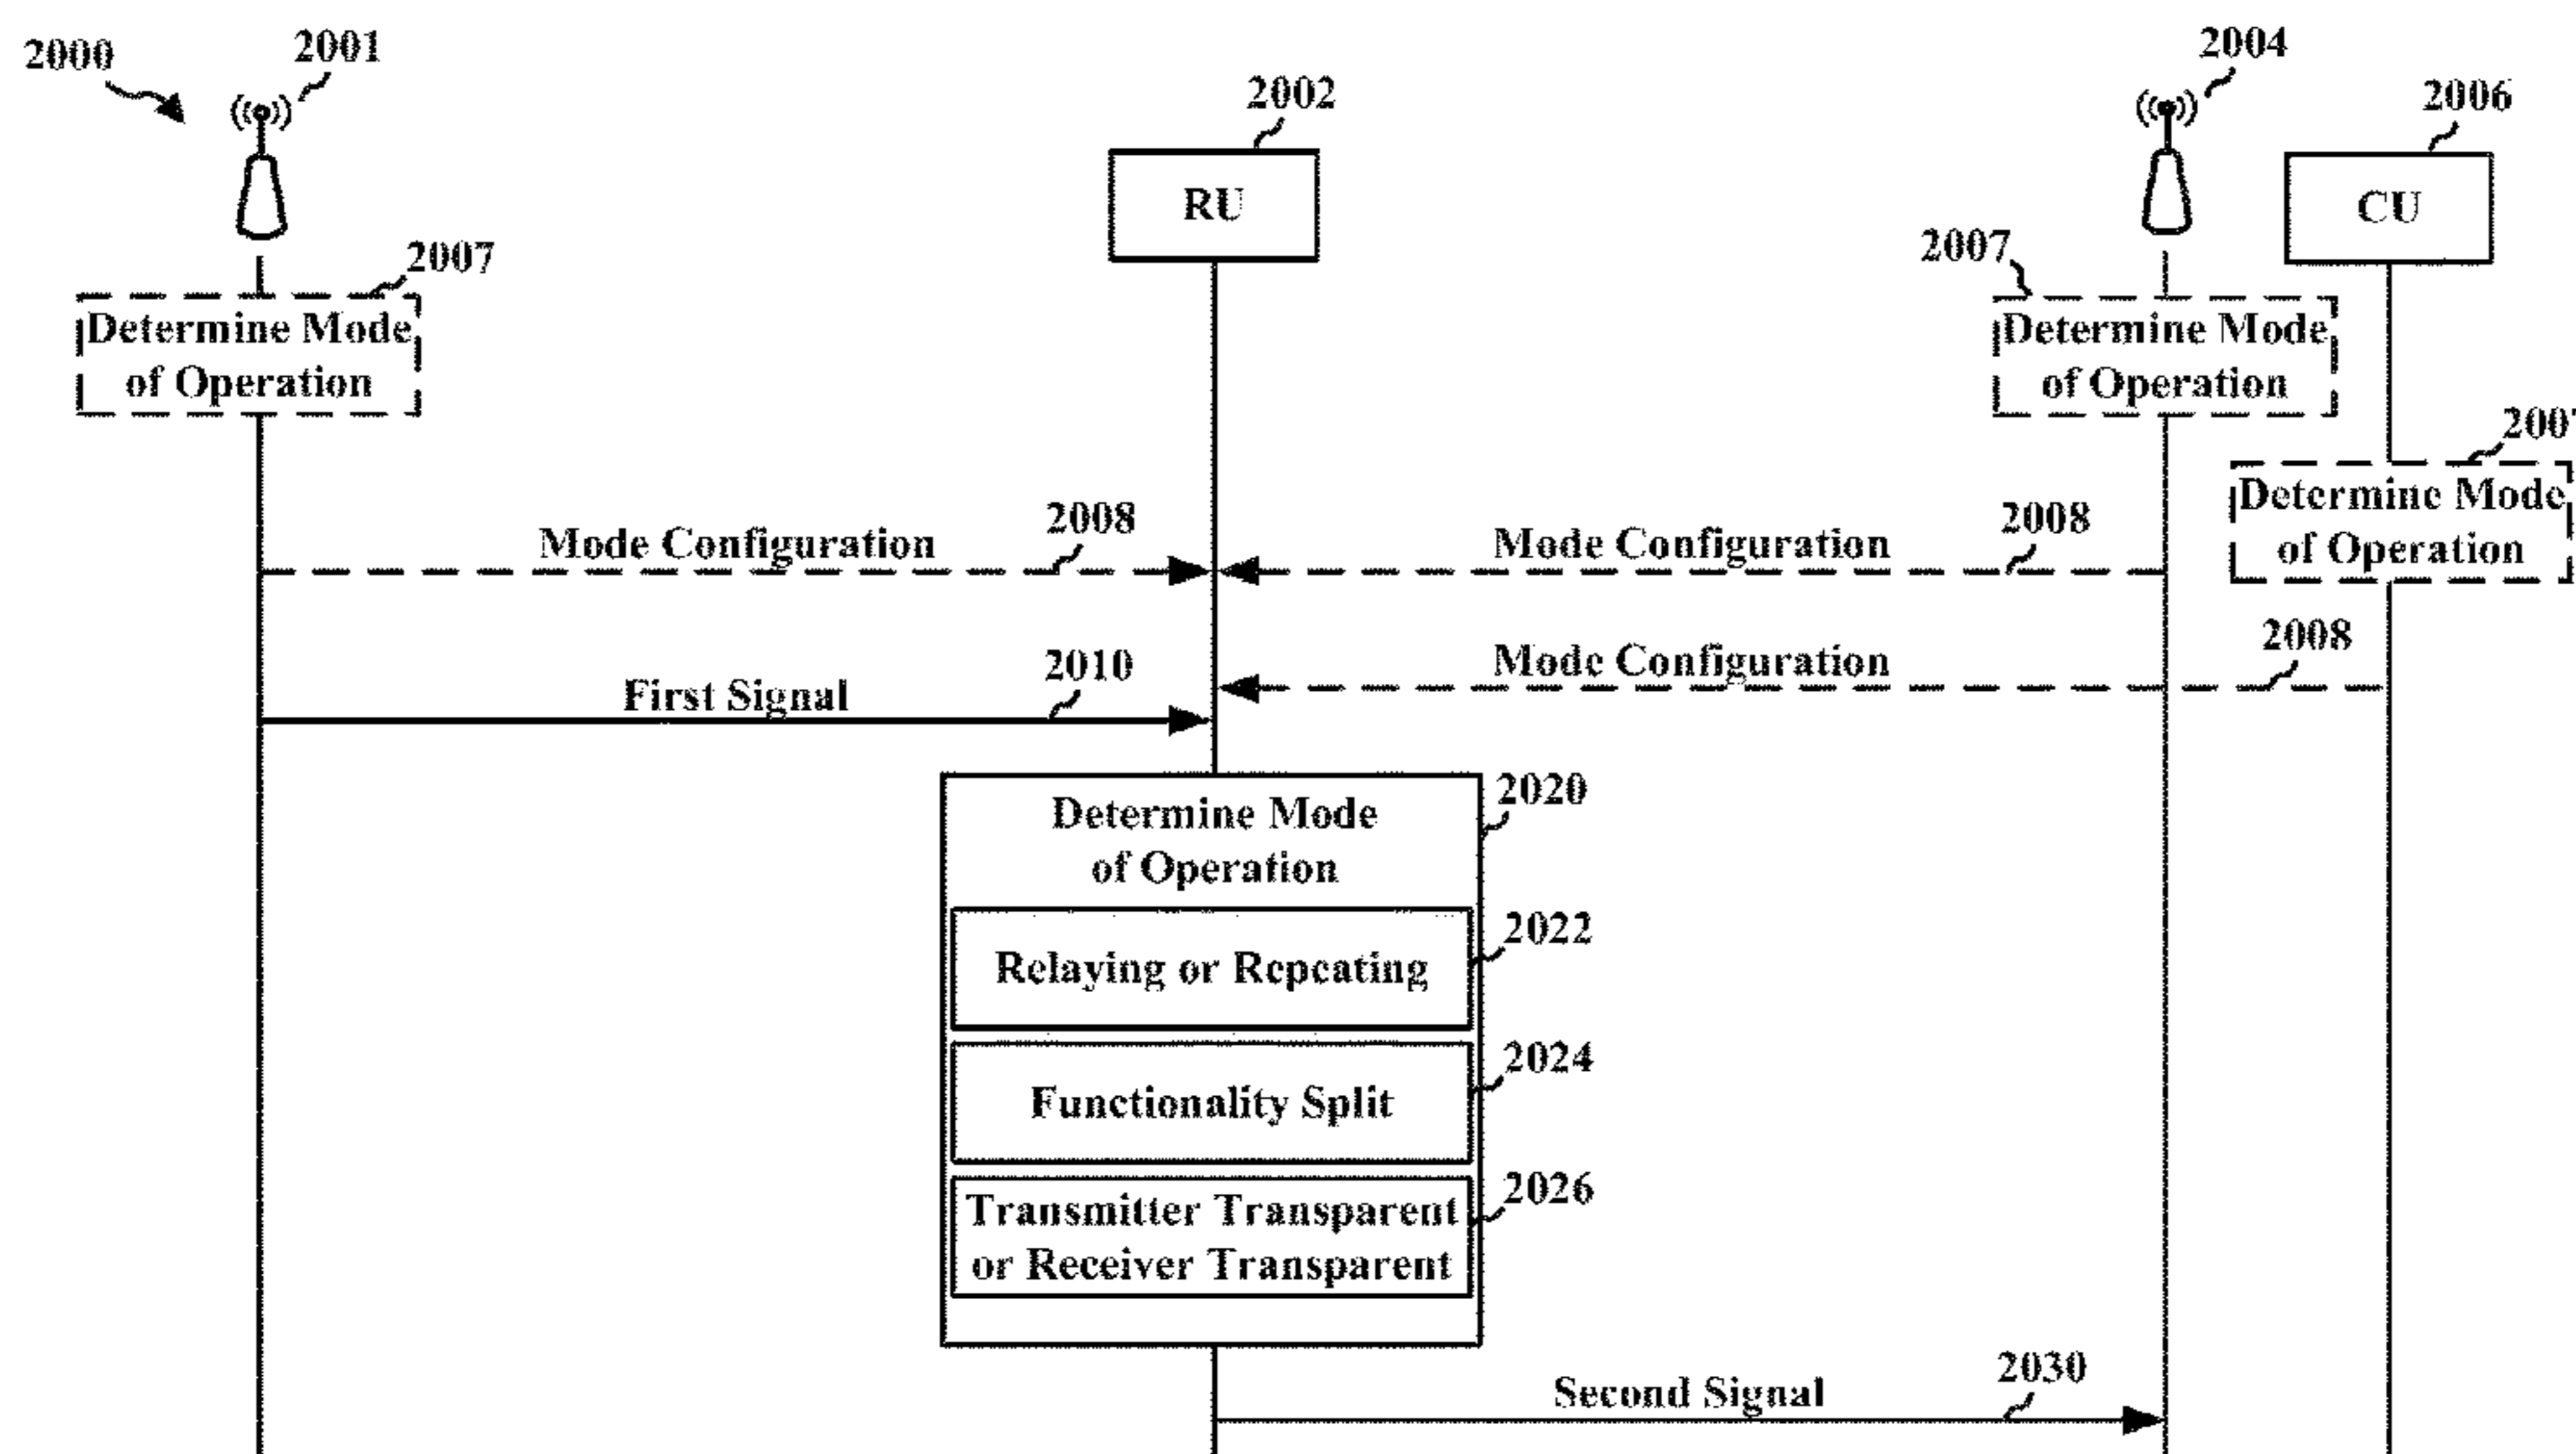 2000
2001
2002
2004
2006
RU
CU
2007
Determine Mode
of Operation
2007
Determine Mode
of Operation
2007
Determine Mode
of Operation
Mode Configuration
2008
Mode Configuration
2008
Mode Configuration
2008
First Signal
2010
Determine Mode
of Operation
2020
Relaying or Repeating
2022
Functionality Split
2024
Transmitter Transparent
or Receiver Transparent
2026
Second Signal
2030